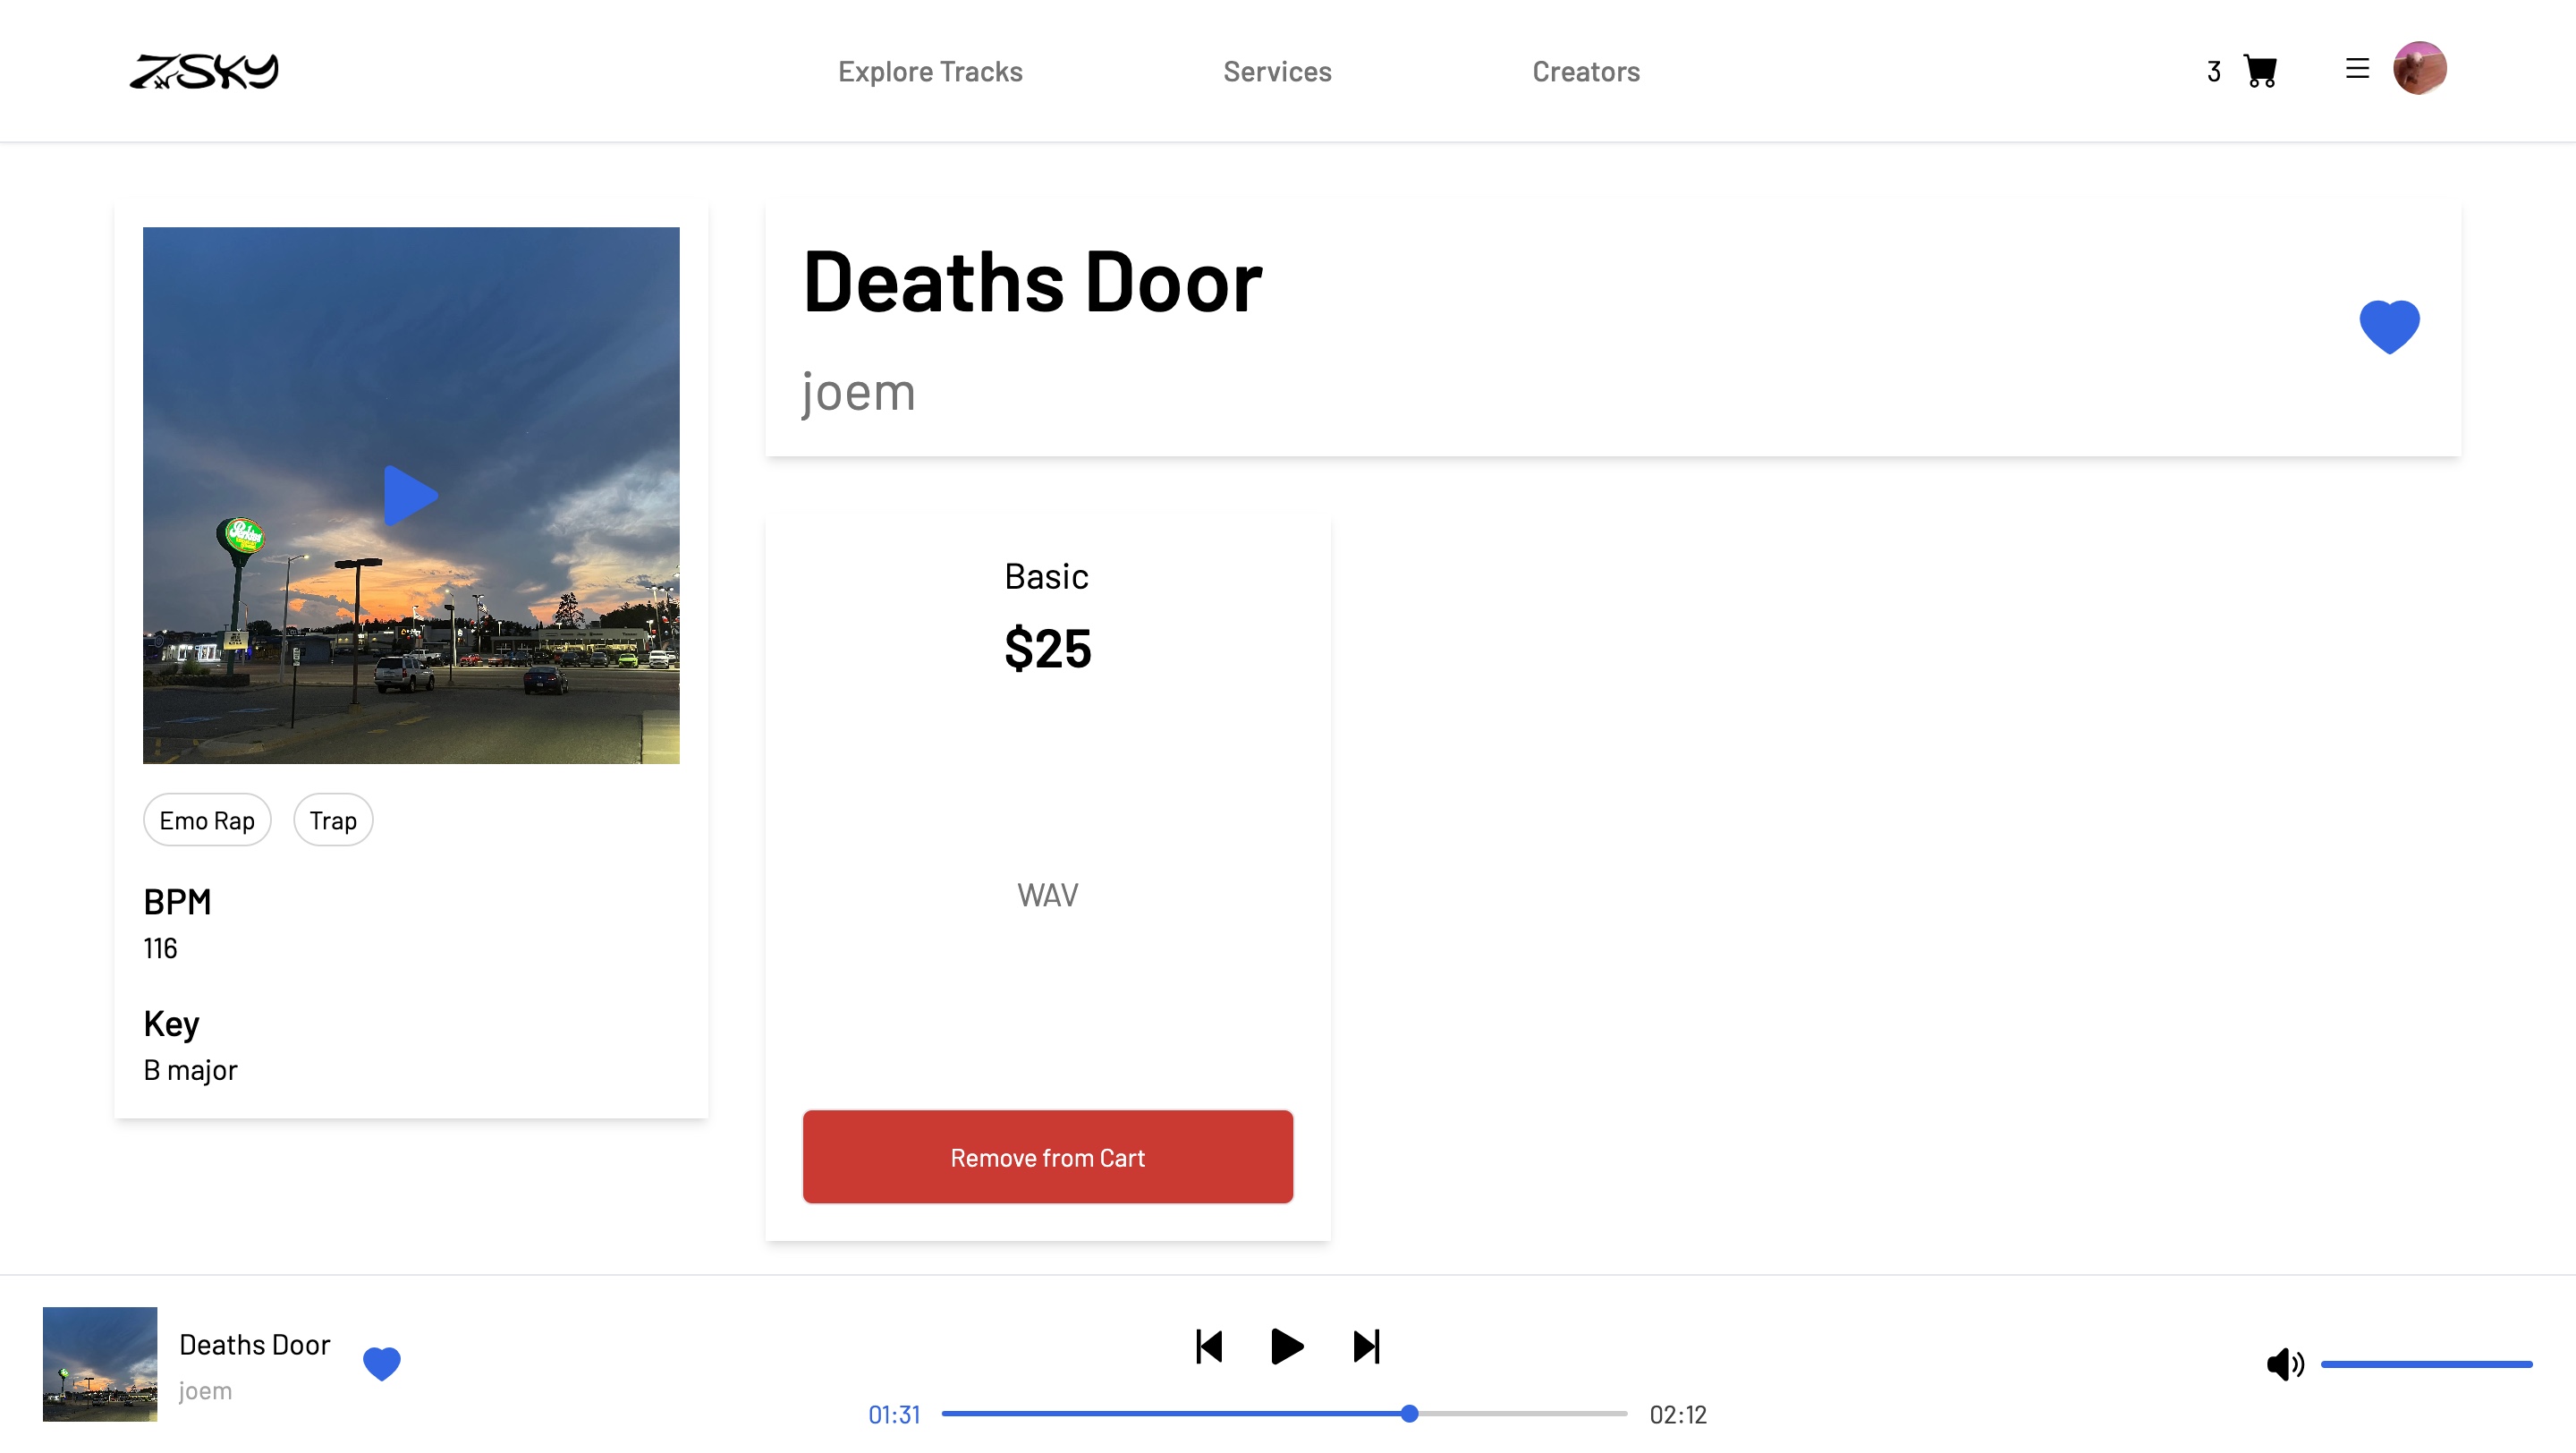 ZSKY
Explore Tracks
Services
Creators
3
Deaths Door
joem
Perkins
Emo Rap
Trap
BPM
116
Key
B major
Basic
$25
WAV
Remove from Cart
Deaths Door
joem
01:31
02:12